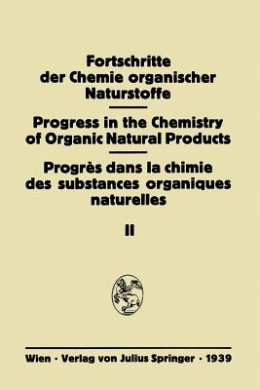 Fortschritte
der Chemie organischer
Naturstoffe
Progress in the Chemistry
of Organic Natural Products
Progrès dans la chimie
des substances organiques
naturelles
II
Wien - Verlag von Julius Springer - 1939